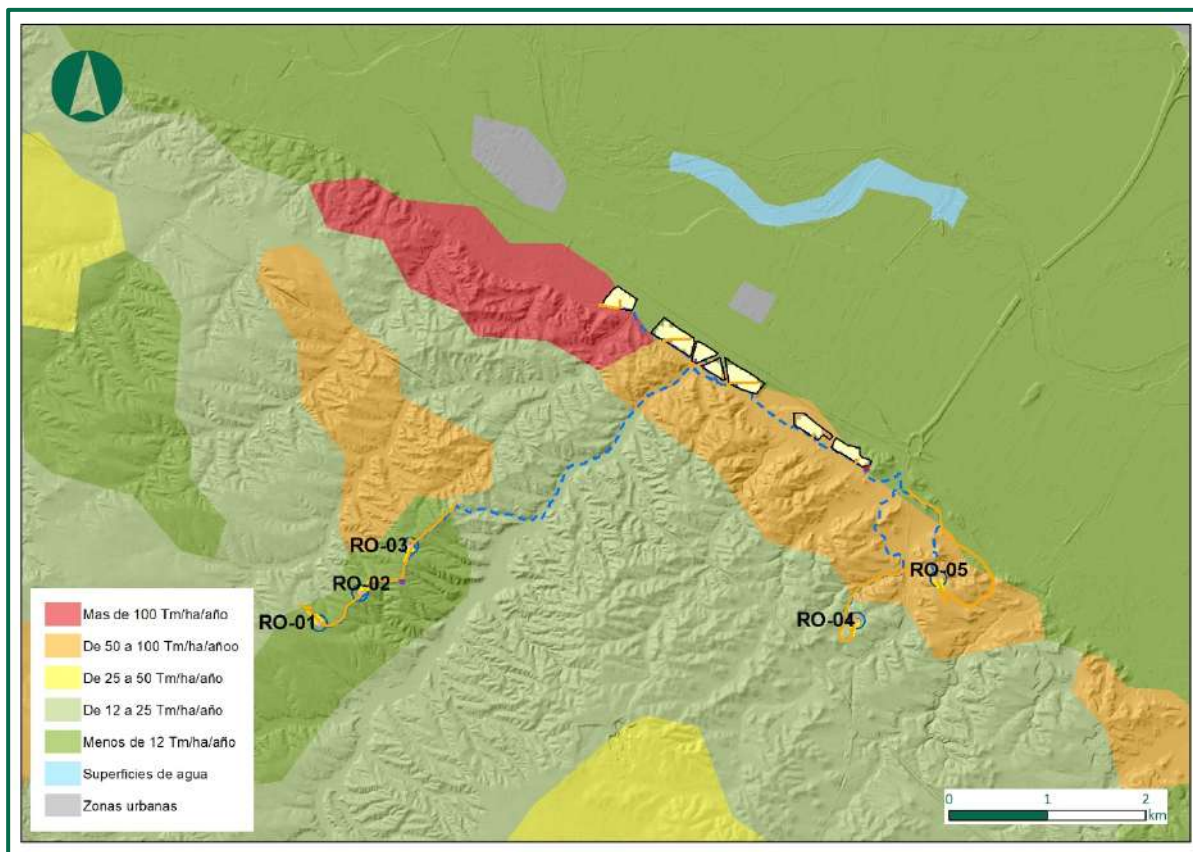 RO-03
RO-02
RO-01
RO-05
RO-04
Mas de 100 Tm/ha/año
De 50 a 100 Tm/ha/añoo
De 25 a 50 Tm/ha/año
De 12 a 25 Tm/ha/año
Menos de 12 Tm/ha/año
Superficies de agua
Zonas urbanas
0 1 2
km